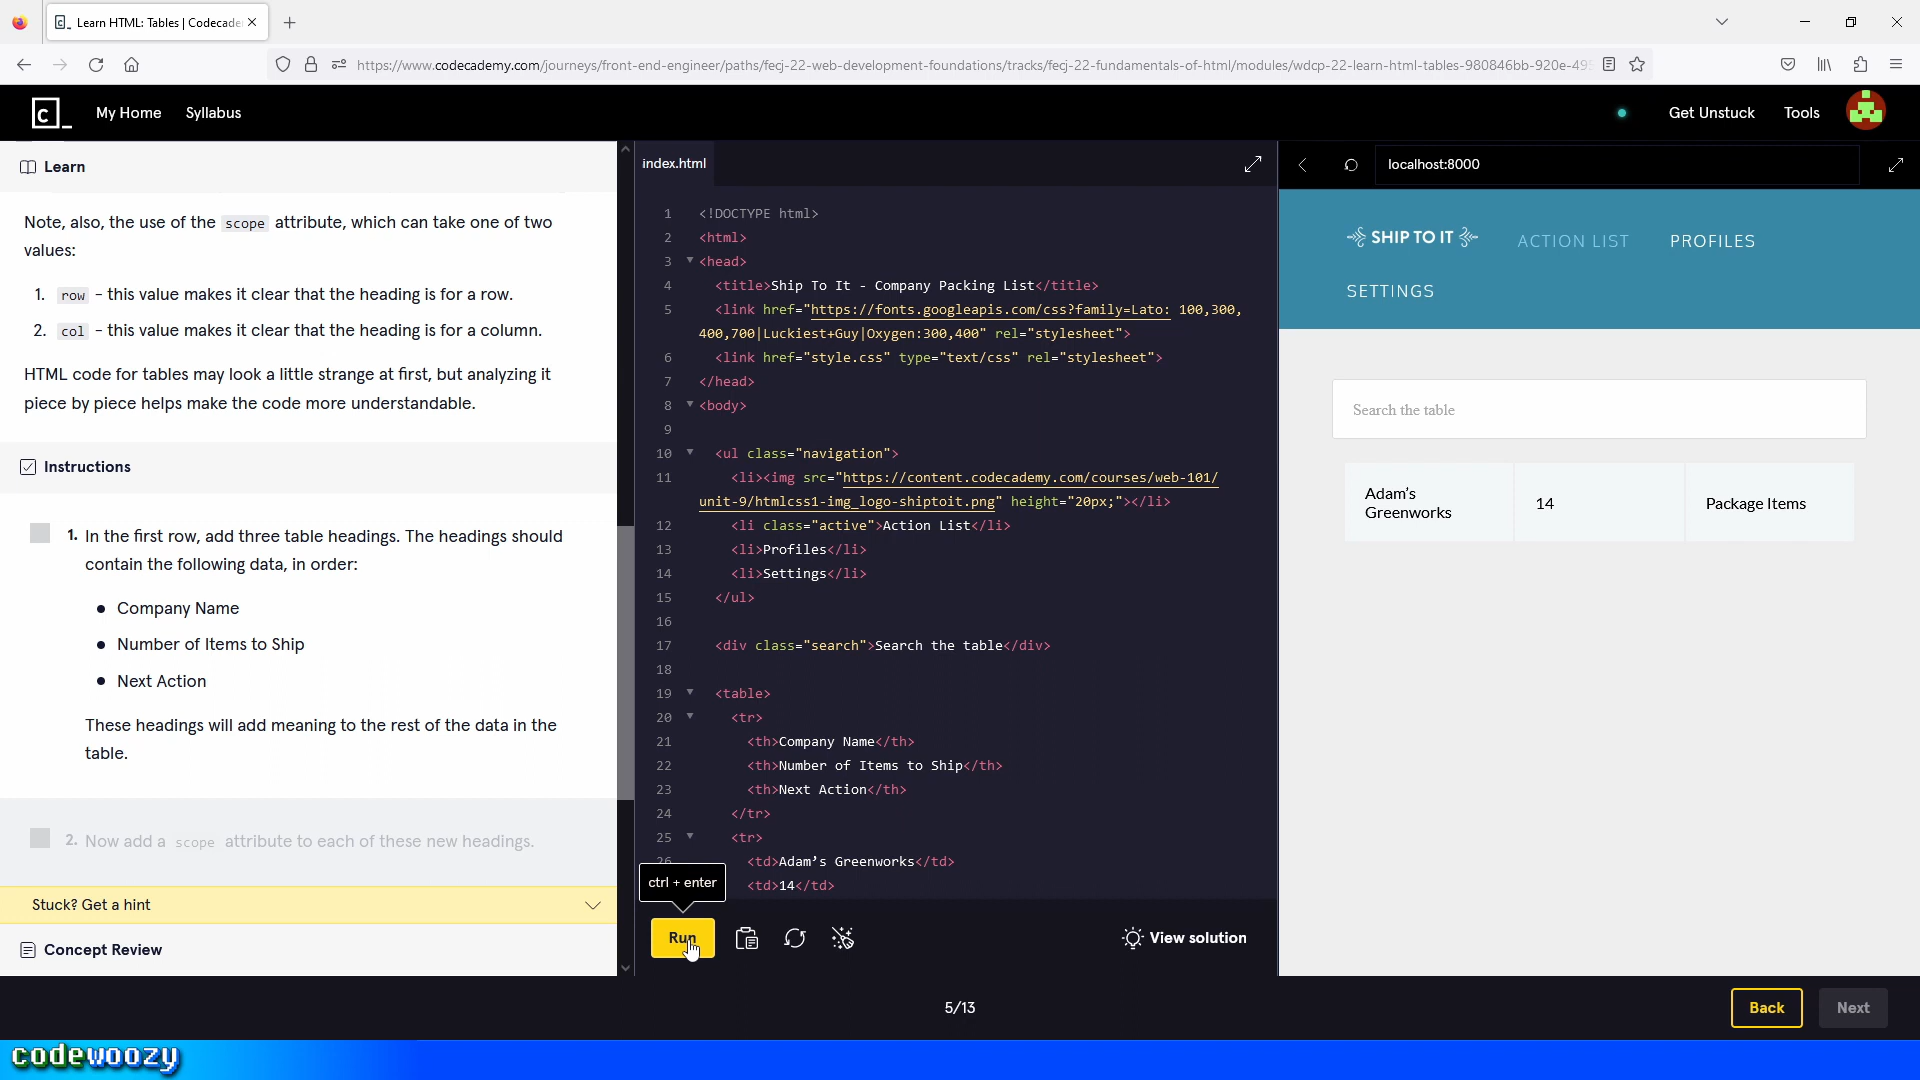 Learn HTML: Tables | Codecade
https://www.codecademy.com/journeys/front-end-engineer/paths/fecj-22-web-development-foundations/tracks/fecj-22-fundamentals-of-html/modules/wdcp-22-learn-html-tables-980846bb-920e-495
My Home
Syllabus
Get Unstuck
Tools
Learn
Note, also, the use of the scope attribute, which can take one of two
values:
1. row - this value makes it clear that the heading is for a row.
2. col - this value makes it clear that the heading is for a column.
HTML code for tables may look a little strange at first, but analyzing it
piece by piece helps make the code more understandable.
Instructions
1. In the first row, add three table headings. The headings should
contain the following data, in order:
• Company Name
• Number of Items to Ship
• Next Action
These headings will add meaning to the rest of the data in the
table.
2. Now add a scope attribute to each of these new headings.
Stuck? Get a hint
Concept Review
index.html
1 <!DOCTYPE html>
2 <html>
3 <head>
4 <title>Ship To It - Company Packing List</title>
5 <link href="https://fonts.googleapis.com/css?family=Lato: 100,300,
400,700|Luckiest+Guy|Oxygen:300,400" rel="stylesheet">
6 <link href="style.css" type="text/css" rel="stylesheet">
7 </head>
8 <body>
9
10 <ul class="navigation">
11 <li><img src="https://content.codecademy.com/courses/web-101/
unit-9/htmlcss1-img_logo-shiptoit.png" height="20px;"></li>
12 <li class="active">Action List</li>
13 <li>Profiles</li>
14 <li>Settings</li>
15 </ul>
16
17 <div class="search">Search the table</div>
18
19 <table>
20 <tr>
21 <th>Company Name</th>
22 <th>Number of Items to Ship</th>
23 <th>Next Action</th>
24 </tr>
25 <tr>
26 <td>Adam’s Greenworks</td>
<td>14</td>
ctrl + enter
Run
View solution
localhost:8000
SHIP TO IT
ACTION LIST
PROFILES
SETTINGS
Search the table
Adam’s
Greenworks
14
Package Items
5/13
Back
Next
codewoozy